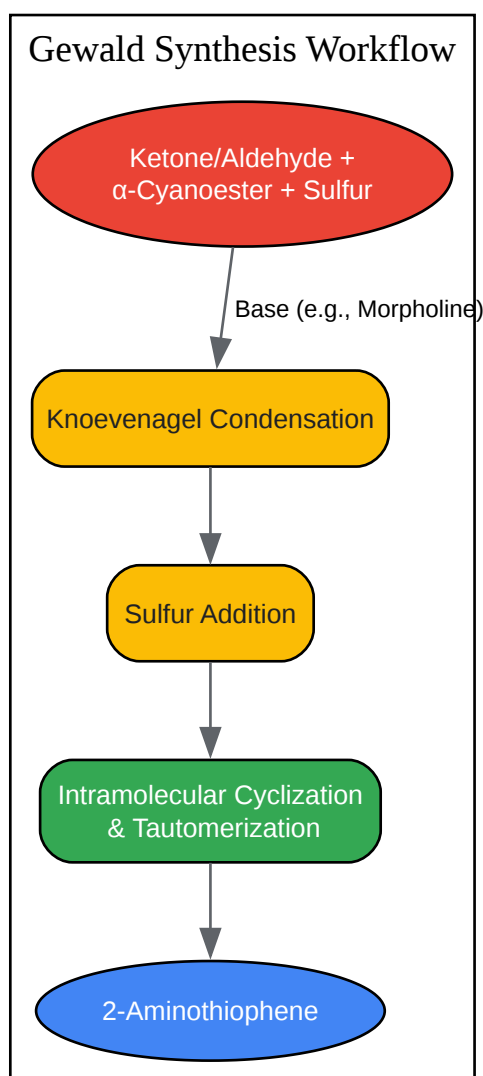 Gewald Synthesis Workflow
Ketone/Aldehyde +
α-Cyanoester + Sulfur
Base (e.g., Morpholine)
Knoevenagel Condensation
Sulfur Addition
Intramolecular Cyclization
& Tautomerization
2-Aminothiophene